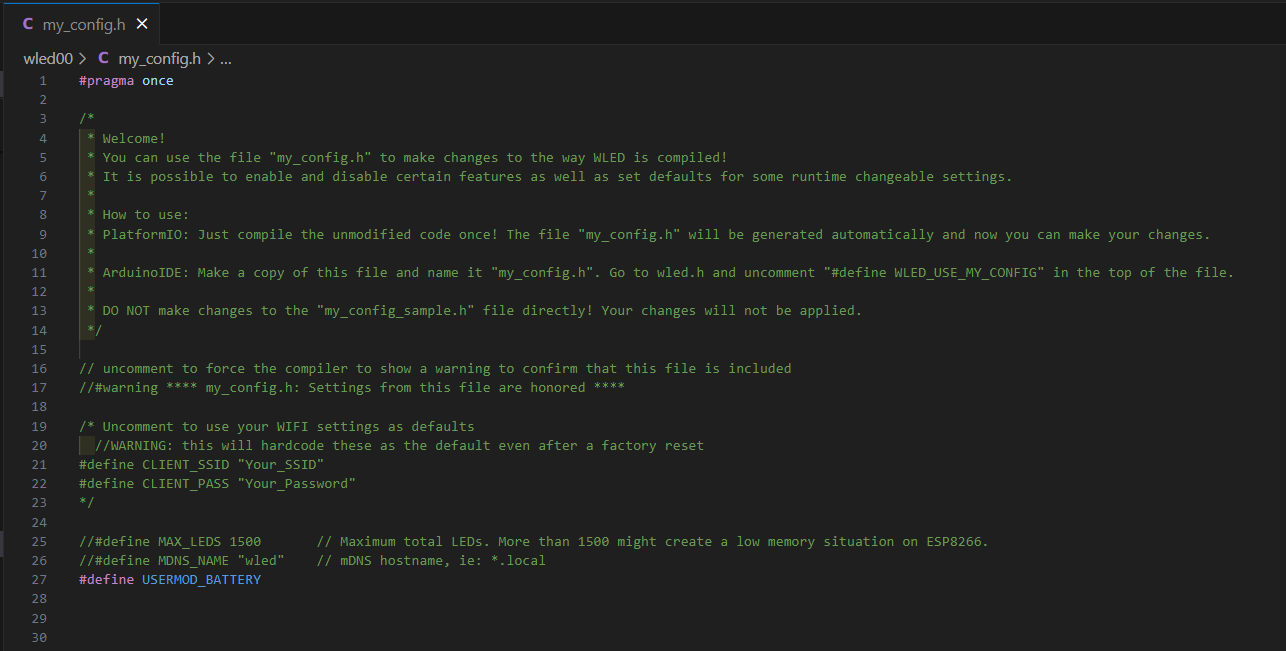 C my_config.h ×
wled00 > C my_config.h > ...
1 #pragma once
2
3 /*
4 * Welcome!
5 * You can use the file "my_config.h" to make changes to the way WLED is compiled!
6 * It is possible to enable and disable certain features as well as set defaults for some runtime changeable settings.
7 *
8 * How to use:
9 * PlatformIO: Just compile the unmodified code once! The file "my_config.h" will be generated automatically and now you can make your changes.
10 *
11 * ArduinoIDE: Make a copy of this file and name it "my_config.h". Go to wled.h and uncomment "#define WLED_USE_MY_CONFIG" in the top of the file.
12 *
13 * DO NOT make changes to the "my_config_sample.h" file directly! Your changes will not be applied.
14 */
15
16 // uncomment to force the compiler to show a warning to confirm that this file is included
17 //#warning **** my_config.h: Settings from this file are honored ****
18
19 /* Uncomment to use your WIFI settings as defaults
20 //WARNING: this will hardcode these as the default even after a factory reset
21 #define CLIENT_SSID "Your_SSID"
22 #define CLIENT_PASS "Your_Password"
23 */
24
25 //#define MAX_LEDS 1500 // Maximum total LEDs. More than 1500 might create a low memory situation on ESP8266.
26 //#define MDNS_NAME "wled" // mDNS hostname, ie: *.local
27 #define USERMOD_BATTERY
28
29
30